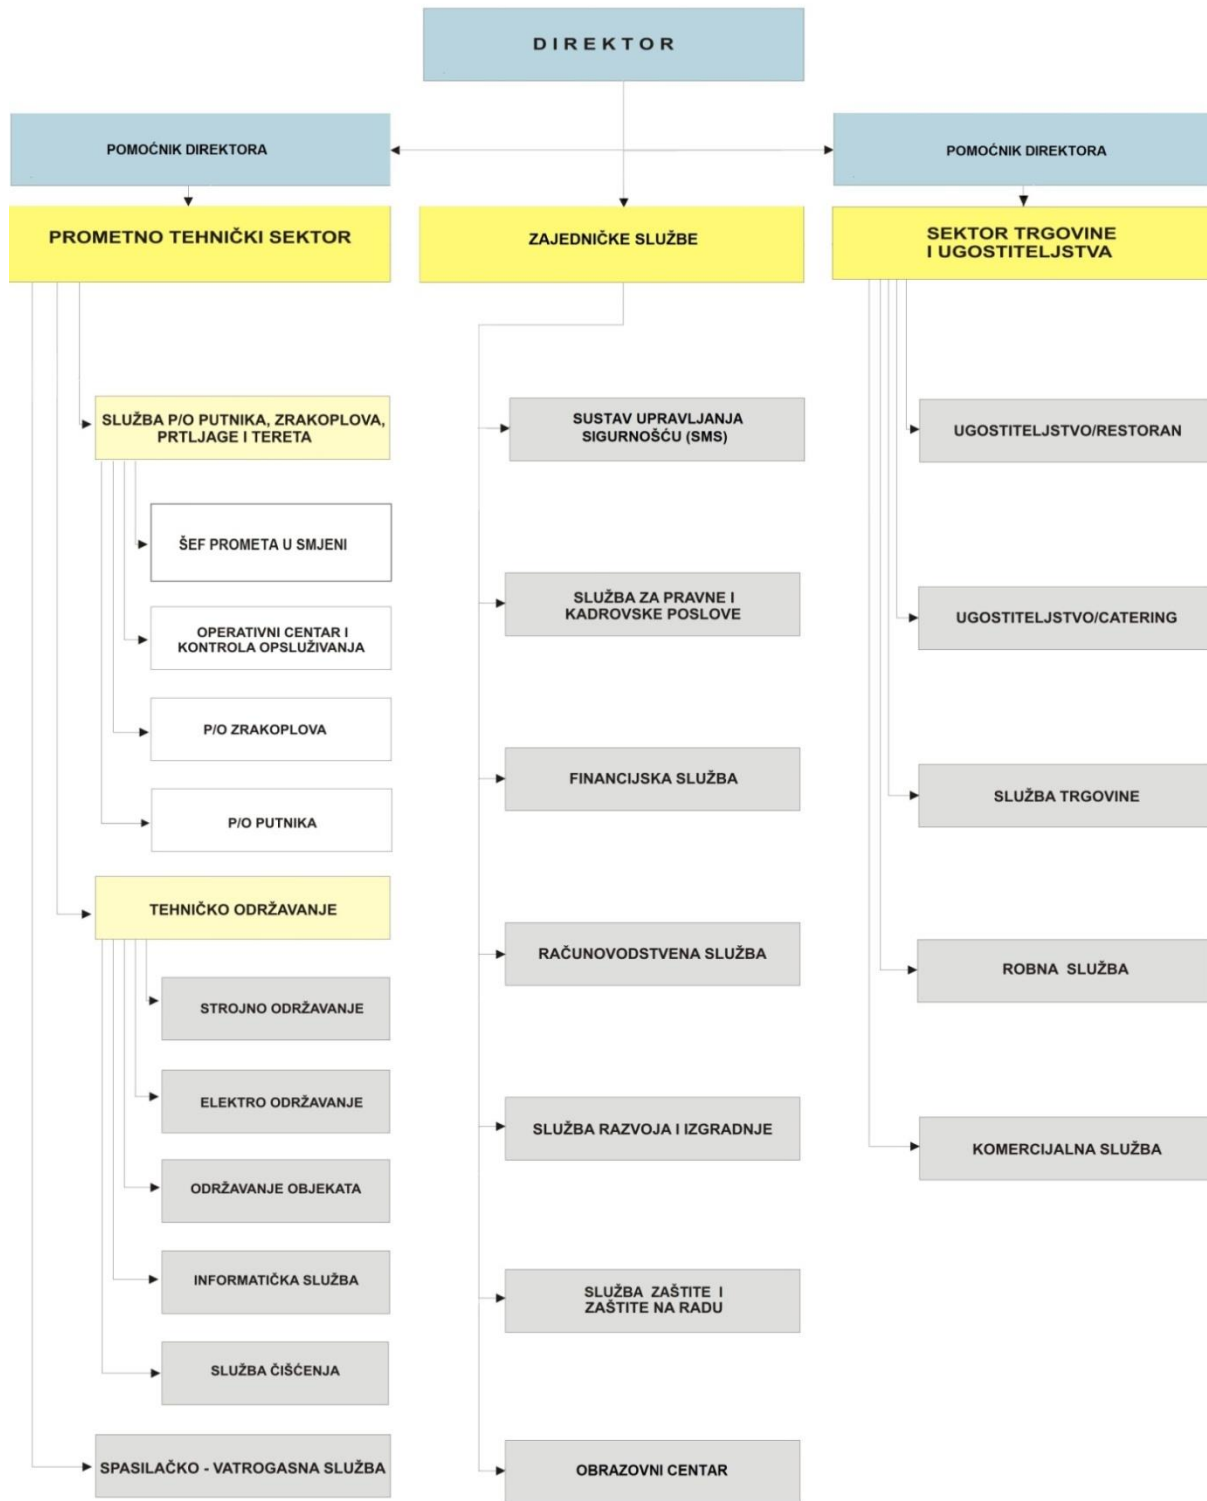 DIREKTOR
POMOĆNIK DIREKTORA
POMOĆNIK DIREKTORA
PROMETNO TEHNIČKI SEKTOR
ZAJEDNIČKE SLUŽBE
SEKTOR TRGOVINE
I UGOSTITELJSTVA
SLUŽBA P/O PUTNIKA, ZRAKOPLOVA,
PRTLJAGE I TERETA
ŠEF PROMETA U SMJENI
OPERATIVNI CENTAR I
KONTROLA OPSLUŽIVANJA
P/O ZRAKOPLOVA
P/O PUTNIKA
TEHNIČKO ODRŽAVANJE
STROJNO ODRŽAVANJE
ELEKTRO ODRŽAVANJE
ODRŽAVANJE OBJEKATA
INFORMATIČKA SLUŽBA
SLUŽBA ČIŠĆENJA
SPASILAČKO - VATROGASNA SLUŽBA
SUSTAV UPRAVLJANJA
SIGURNOŠĆU (SMS)
SLUŽBA ZA PRAVNE I
KADROVSKE POSLOVE
FINANCIJSKA SLUŽBA
RAČUNOVODSTVENA SLUŽBA
SLUŽBA RAZVOJA I IZGRADNJE
SLUŽBA ZAŠTITE I
ZAŠTITE NA RADU
OBRAZOVNI CENTAR
UGOSTITELJSTVO/RESTORAN
UGOSTITELJSTVO/CATERING
SLUŽBA TRGOVINE
ROBNA SLUŽBA
KOMERCIJALNA SLUŽBA